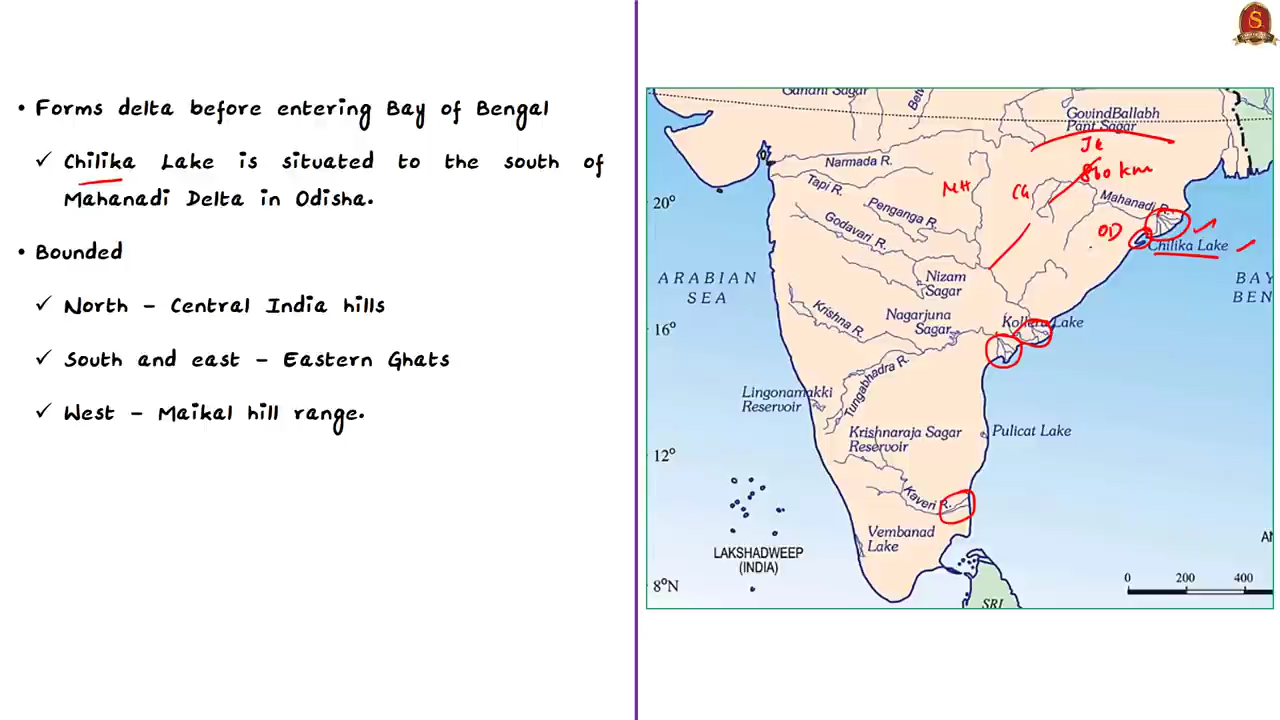 • Forms delta before entering Bay of Bengal
✓ Chilika Lake is situated to the south of
Mahanadi Delta in Odisha.
• Bounded
✓ North – Central India hills
✓ South and east – Eastern Ghats
✓ West – Maikal hill range.
S
Gandhi Sagar
Betw
GovindBallabh
Pant Sagar
JK
Narmada R.
860 km
Tapi R.
MH
CG
20°
Penganga R.
Mahanadi R.
Godavari R.
OD
Chilika Lake
ARABIAN
SEA
Nizam
Sagar
BAY
BEN
Krishna R.
Nagarjuna
Sagar
Kolleru Lake
16°
Tungabhadra R.
Lingonamakki
Reservoir
Krishnaraja Sagar
Reservoir
Pulicat Lake
12°
Kaveri R.
Vembanad
Lake
LAKSHADWEEP
(INDIA)
8°N
SRI
0 200 400